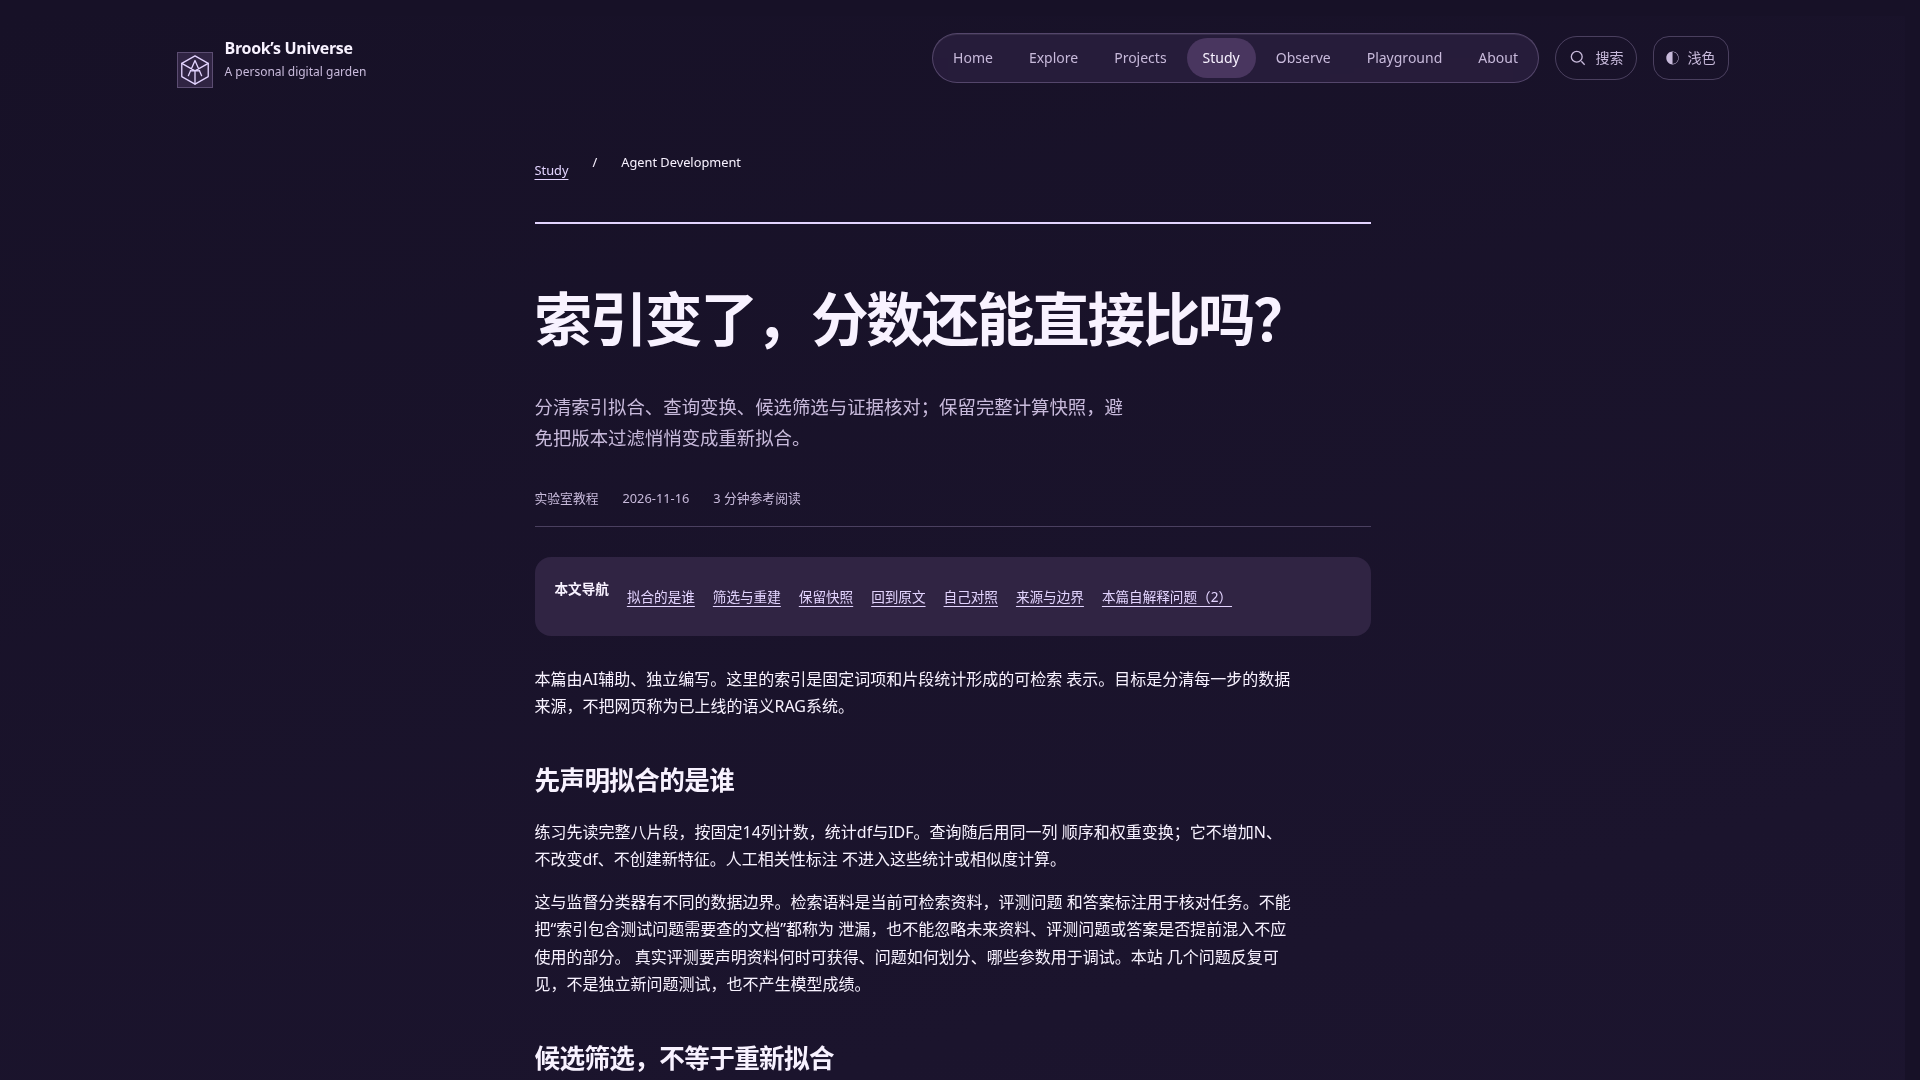 Brook’s Universe
A personal digital garden
Home
Explore
Projects
Study
Observe
Playground
About
搜索
浅色
Study / Agent Development
索引变了，分数还能直接比吗？
分清索引拟合、查询变换、候选筛选与证据核对；保留完整计算快照，避
免把版本过滤悄悄变成重新拟合。
实验室教程 2026-11-16 3 分钟参考阅读
本文导航 拟合的是谁 筛选与重建 保留快照 回到原文 自己对照 来源与边界 本篇自解释问题（2）
本篇由AI辅助、独立编写。这里的索引是固定词项和片段统计形成的可检索 表示。目标是分清每一步的数据
来源，不把网页称为已上线的语义RAG系统。
先声明拟合的是谁
练习先读完整八片段，按固定14列计数，统计df与IDF。查询随后用同一列 顺序和权重变换；它不增加N、
不改变df、不创建新特征。人工相关性标注 不进入这些统计或相似度计算。
这与监督分类器有不同的数据边界。检索语料是当前可检索资料，评测问题 和答案标注用于核对任务。不能
把“索引包含测试问题需要查的文档”都称为 泄漏，也不能忽略未来资料、评测问题或答案是否提前混入不应
使用的部分。 真实评测要声明资料何时可获得、问题如何划分、哪些参数用于调试。本站 几个问题反复可
见，不是独立新问题测试，也不产生模型成绩。
候选筛选，不等于重新拟合